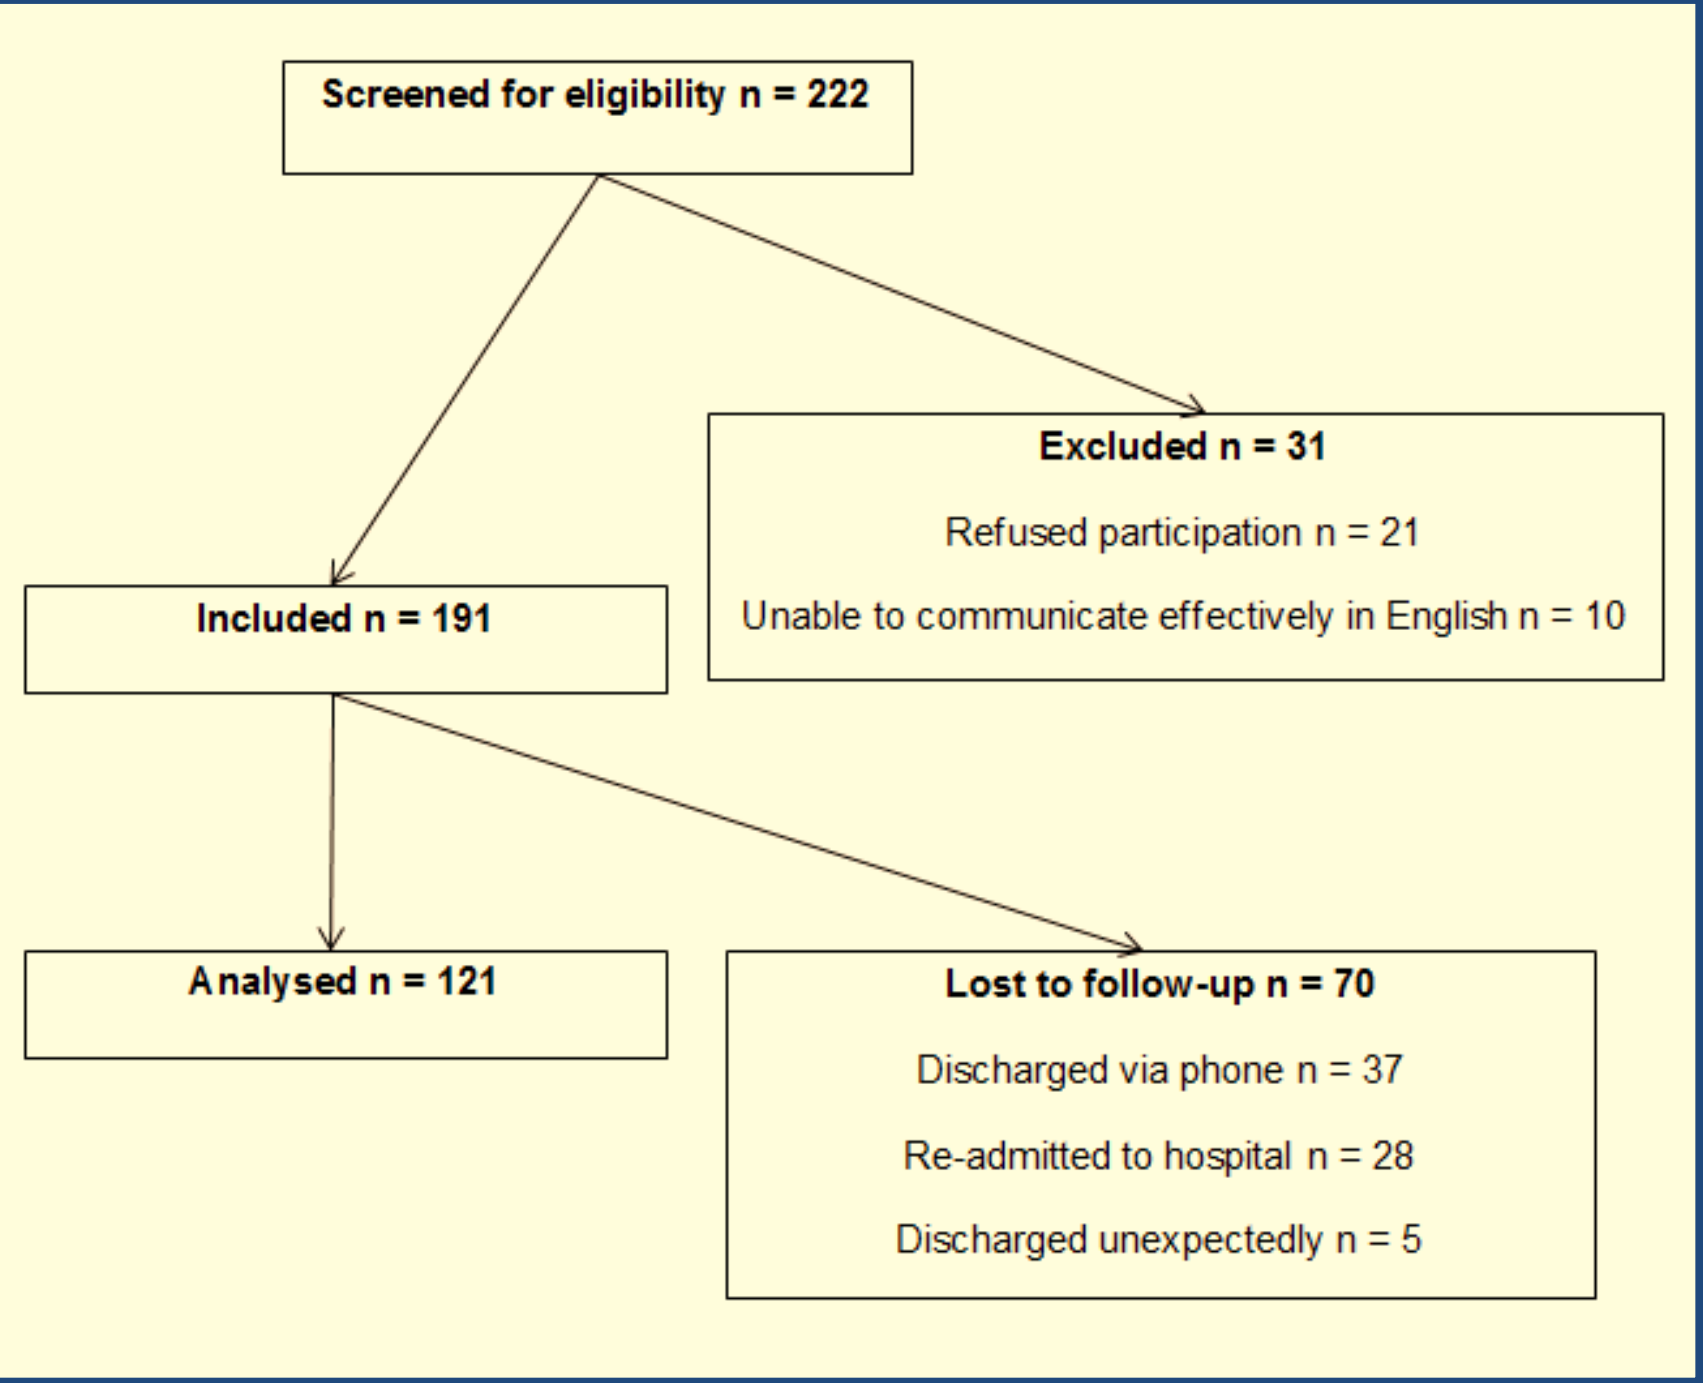 Screened for eligibility n = 222
Excluded n = 31
Refused participation n = 21
Unable to communicate effectively in English n = 10
Included n = 191
Analysed n = 121
Lost to follow-up n = 70
Discharged via phone n = 37
Re-admitted to hospital n = 28
Discharged unexpectedly n = 5